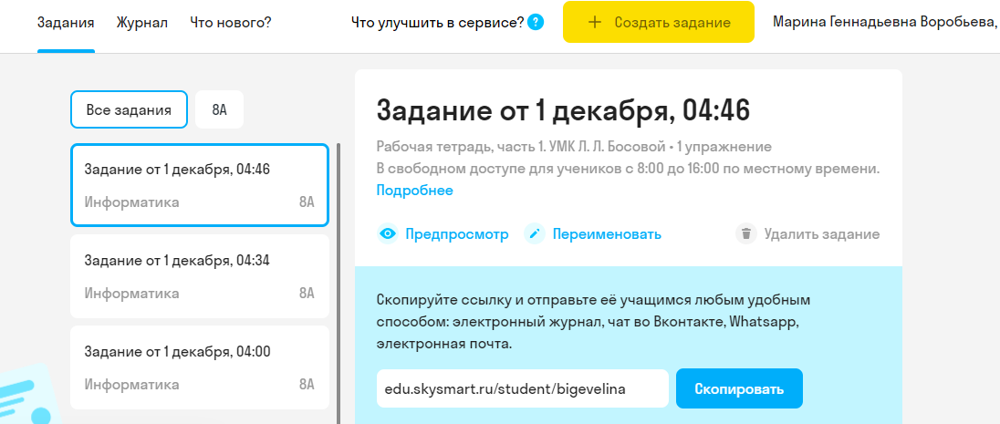 Задания Журнал Что нового? Что улучшить в сервисе? ? + Создать задание Марина Геннадьевна Воробьева,
Все задания 8А
Задание от 1 декабря, 04:46
Информатика 8А
Задание от 1 декабря, 04:34
Информатика 8А
Задание от 1 декабря, 04:00
Информатика 8А
Задание от 1 декабря, 04:46
Рабочая тетрадь, часть 1. УМК Л. Л. Босовой • 1 упражнение
В свободном доступе для учеников с 8:00 до 16:00 по местному времени.
Подробнее
Предпросмотр Переименовать Удалить задание
Скопируйте ссылку и отправьте её учащимся любым удобным
способом: электронный журнал, чат во Вконтакте, Whatsapp,
электронная почта.
edu.skysmart.ru/student/bigevelina Скопировать